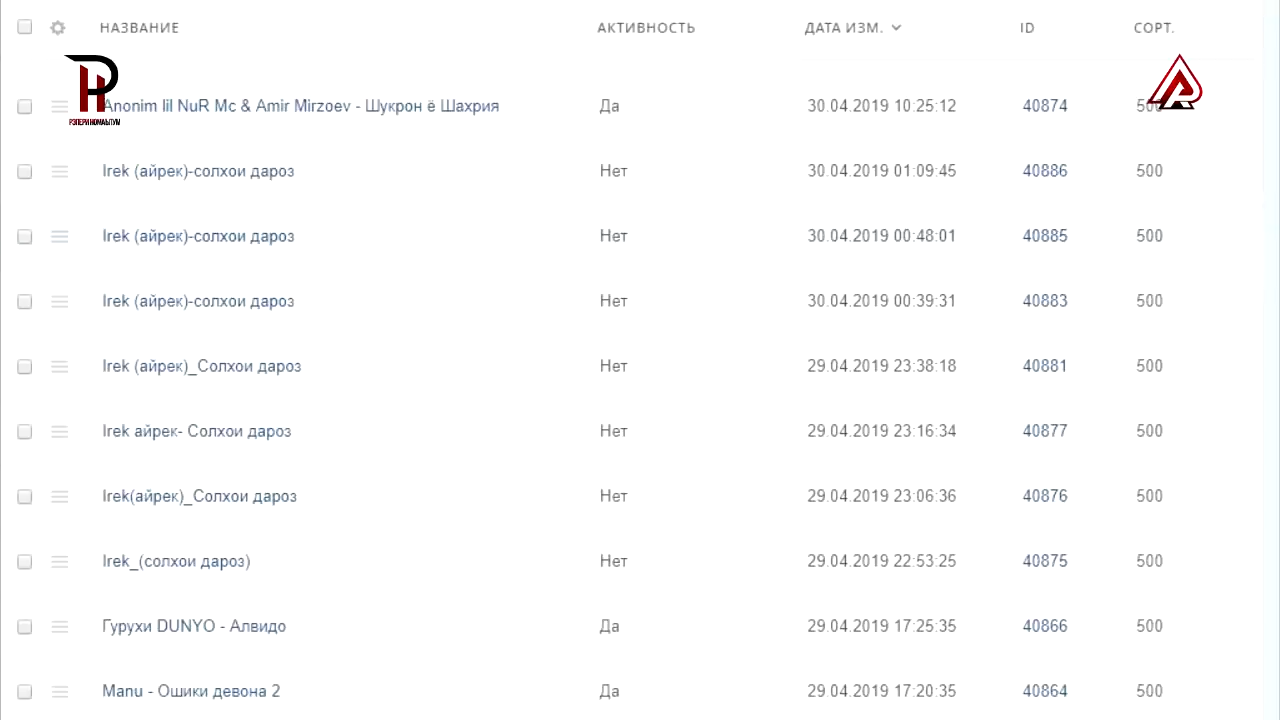 НАЗВАНИЕ АКТИВНОСТЬ ДАТА ИЗМ. ID СОРТ.
Anonim lil NuR Mc & Amir Mirzoev - Шукрон ё Шахрия Да 30.04.2019 10:25:12 40874 500
РЭПЕРИ НОМАЪЛУМ
Irek (айрек)-солхои дароз Нет 30.04.2019 01:09:45 40886 500
Irek (айрек)-солхои дароз Нет 30.04.2019 00:48:01 40885 500
Irek (айрек)-солхои дароз Нет 30.04.2019 00:39:31 40883 500
Irek (айрек)_Солхои дароз Нет 29.04.2019 23:38:18 40881 500
Irek айрек- Солхои дароз Нет 29.04.2019 23:16:34 40877 500
Irek(айрек)_Солхои дароз Нет 29.04.2019 23:06:36 40876 500
Irek_(солхои дароз) Нет 29.04.2019 22:53:25 40875 500
Гурухи DUNYO - Алвидо Да 29.04.2019 17:25:35 40866 500
Manu - Ошики девона 2 Да 29.04.2019 17:20:35 40864 500